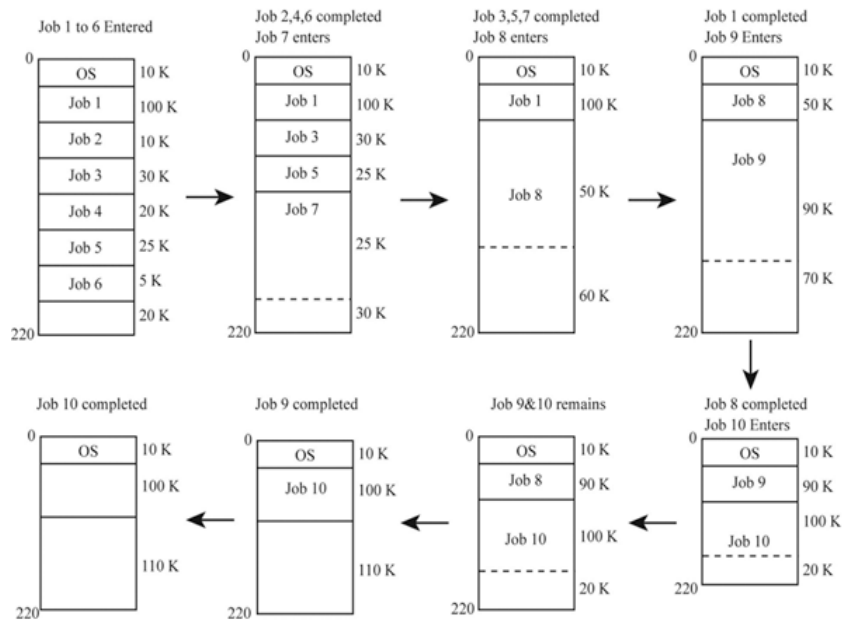 Job 1 to 6 Entered
0
OS 10 K
Job 1 100 K
Job 2 10 K
Job 3 30 K
Job 4 20 K
Job 5 25 K
Job 6 5 K
20 K
220
Job 2,4,6 completed
Job 7 enters
0
OS 10 K
Job 1 100 K
Job 3 30 K
Job 5 25 K
Job 7
25 K
30 K
220
Job 3,5,7 completed
Job 8 enters
0
OS 10 K
Job 1 100 K
Job 8 50 K
60 K
220
Job 1 completed
Job 9 Enters
0
OS 10 K
Job 8 50 K
Job 9
90 K
70 K
220
Job 10 completed
0
OS 10 K
100 K
110 K
220
Job 9 completed
0
OS 10 K
Job 10 100 K
110 K
220
Job 9&10 remains
0
OS 10 K
Job 8 90 K
Job 10 100 K
20 K
220
Job 8 completed
Job 10 Enters
0
OS 10 K
Job 9 90 K
100 K
Job 10
20 K
220